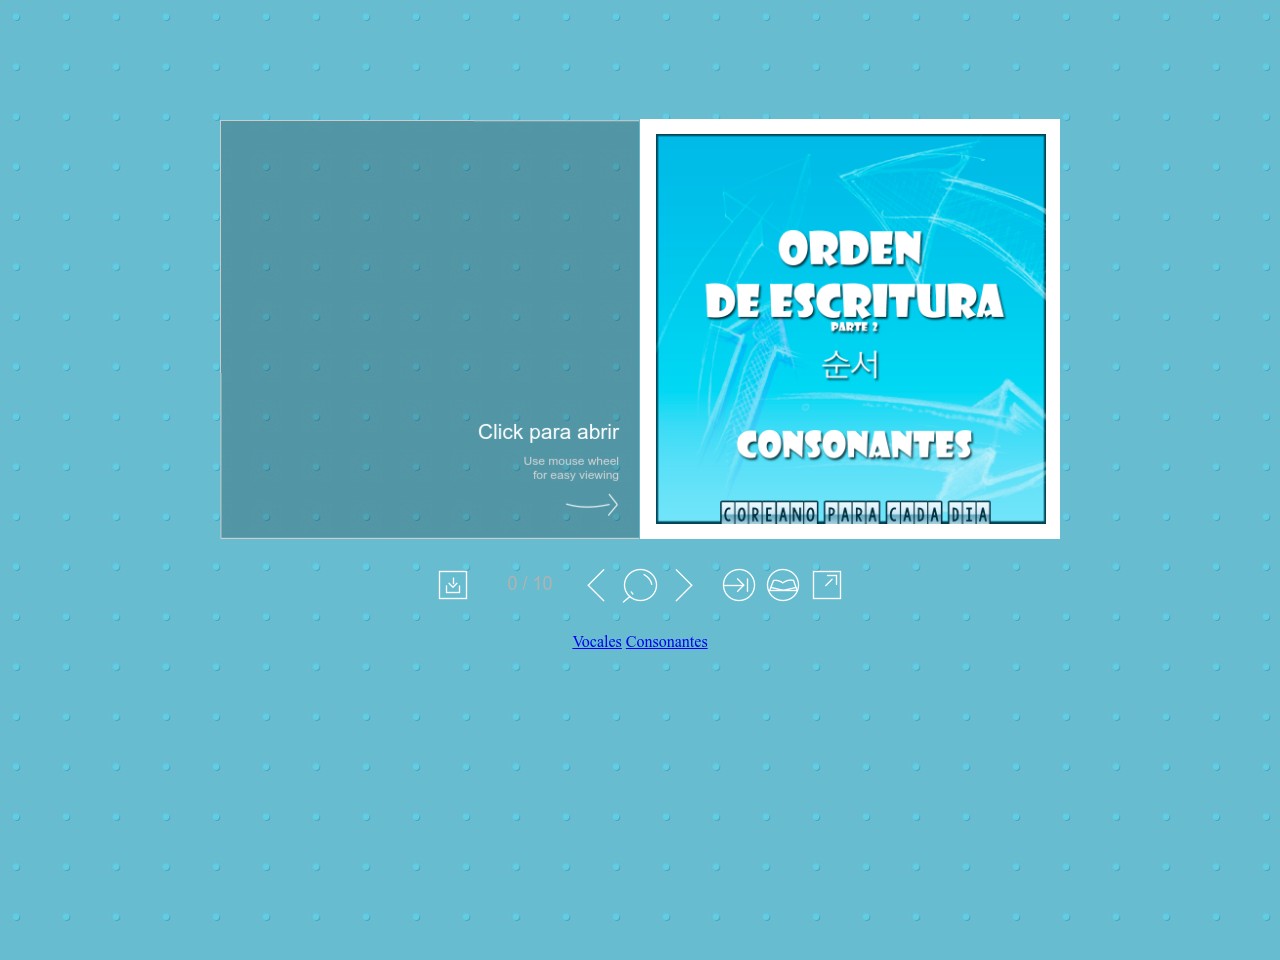 Click para abrir
Use mouse wheel
for easy viewing
ORDEN
DE ESCRITURA
PARTE 2
순서
CONSONANTES
COREANO PARA CADA DIA
0 / 10
Vocales Consonantes